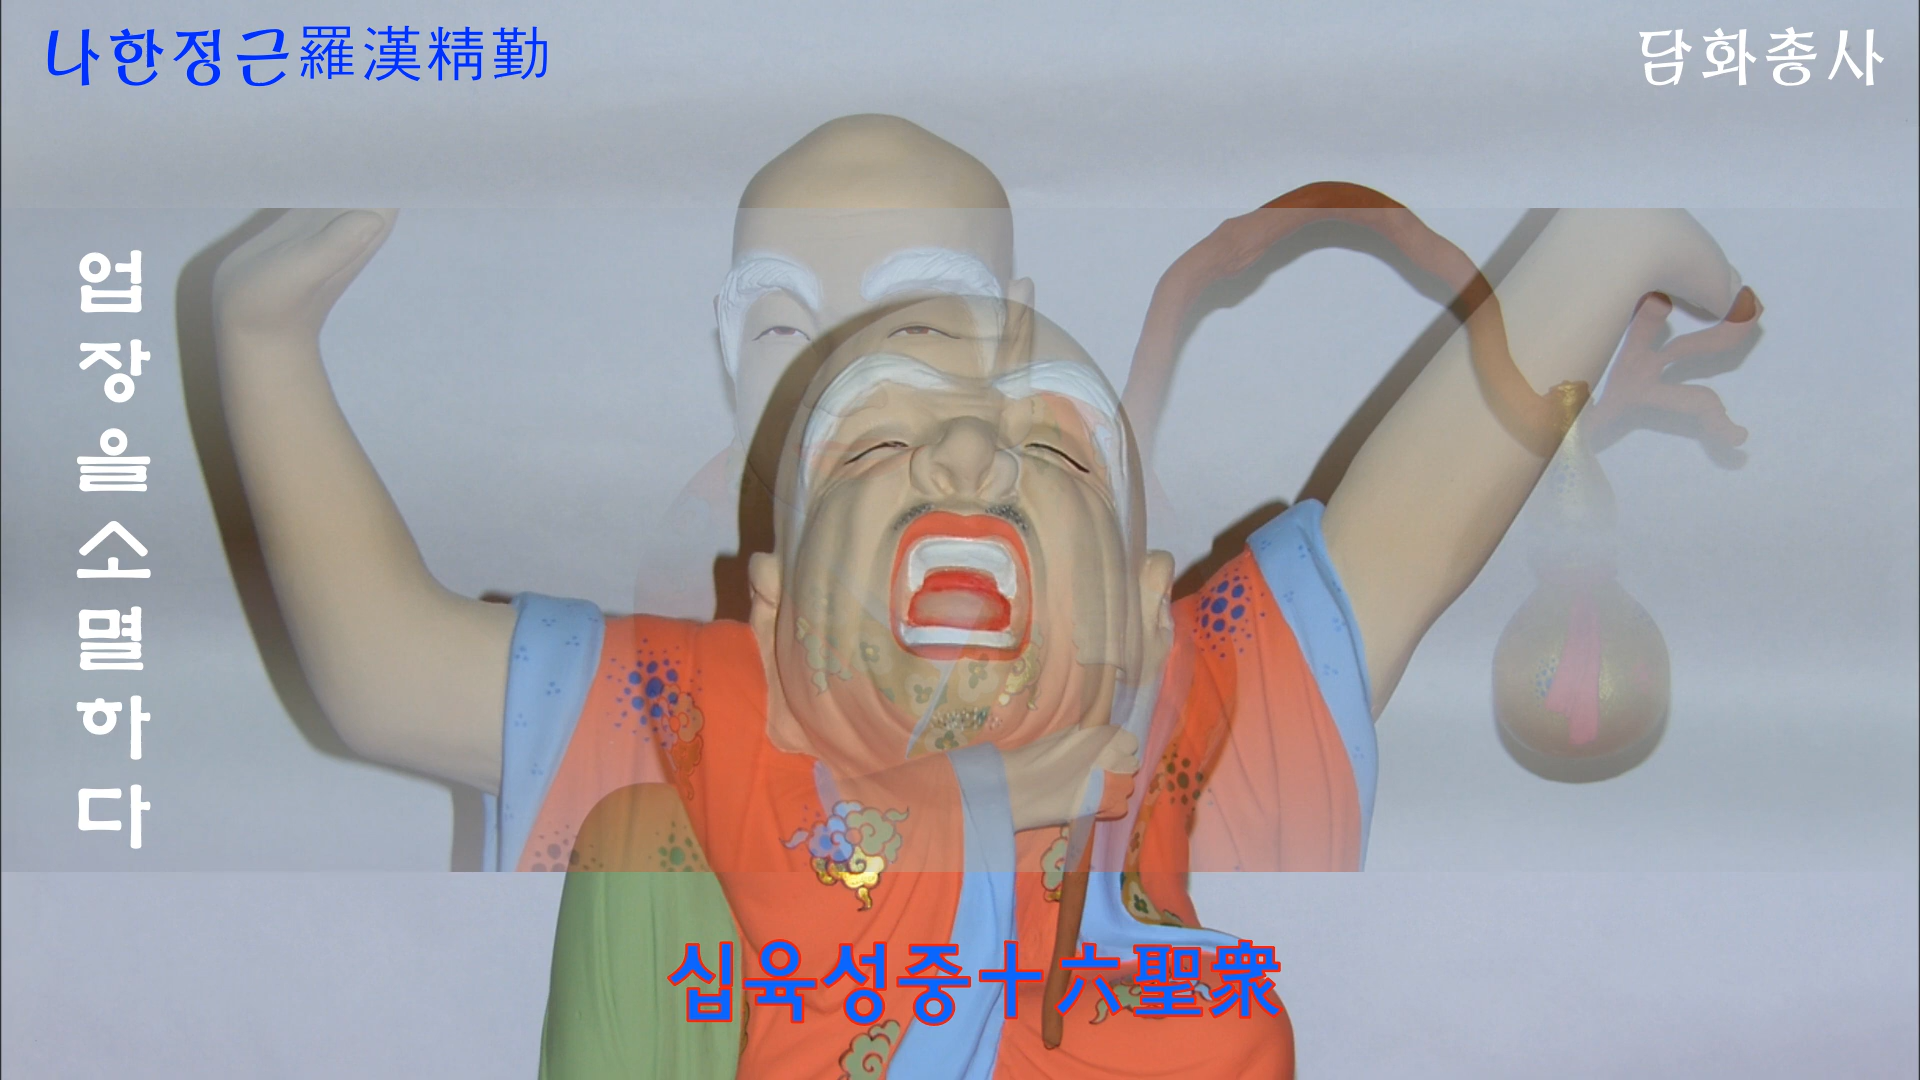 나한정근羅漢精勤
담화총사
업장을소멸하다
십육성중十六聖衆